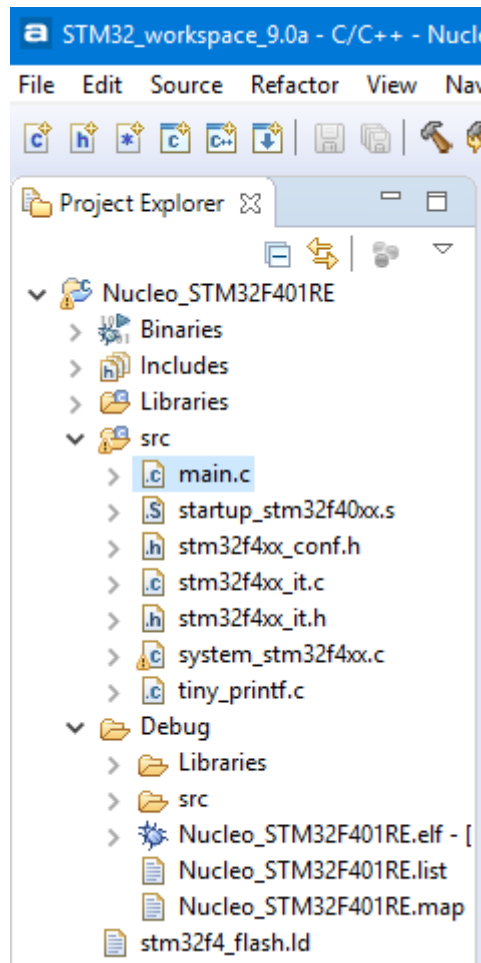 STM32_workspace_9.0a - C/C++ - Nucl
File Edit Source Refactor View Nav
Project Explorer
Nucleo_STM32F401RE
Binaries
Includes
Libraries
src
main.c
startup_stm32f40xx.s
stm32f4xx_conf.h
stm32f4xx_it.c
stm32f4xx_it.h
system_stm32f4xx.c
tiny_printf.c
Debug
Libraries
src
Nucleo_STM32F401RE.elf - [
Nucleo_STM32F401RE.list
Nucleo_STM32F401RE.map
stm32f4_flash.ld